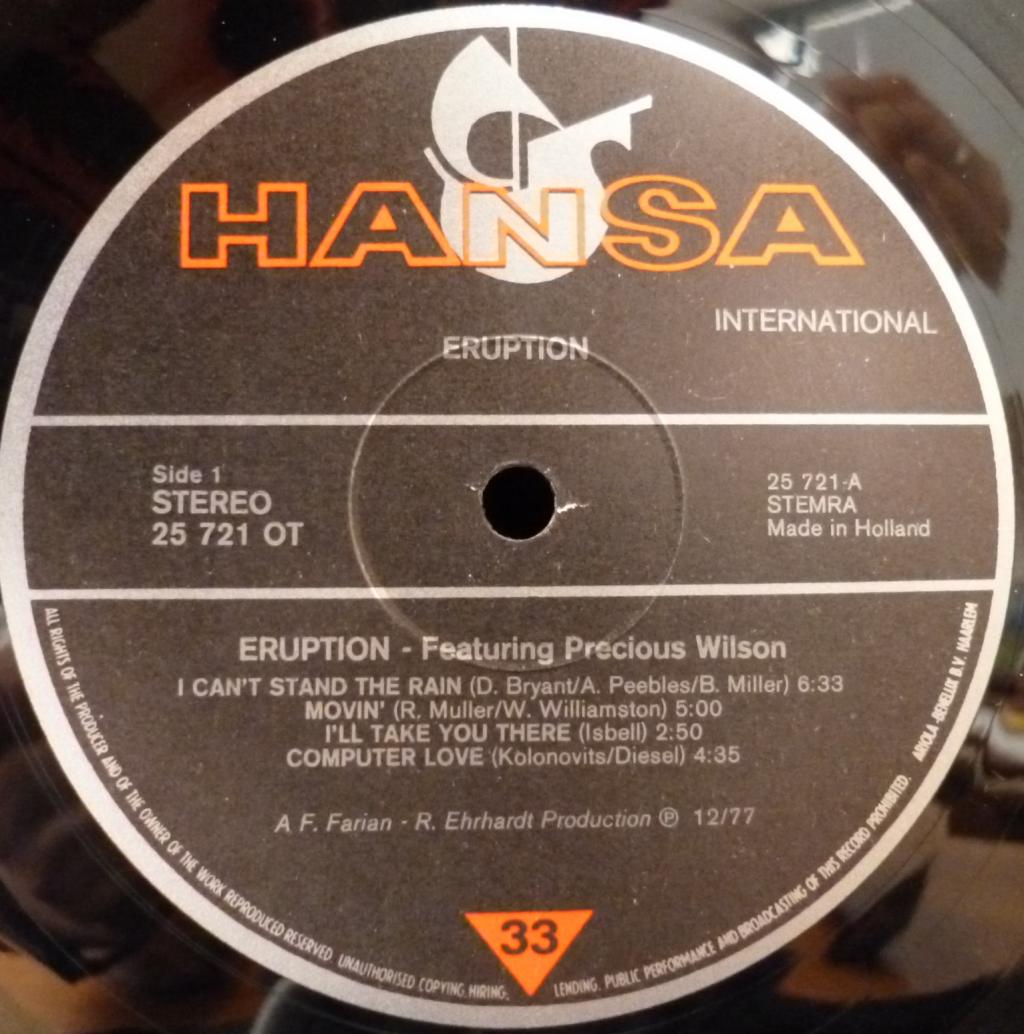 HANSA
INTERNATIONAL
ERUPTION
Side 1
STEREO
25 721 OT
25 721-A
STEMRA
Made in Holland
ERUPTION - Featuring Precious Wilson
I CAN'T STAND THE RAIN (D. Bryant/A. Peebles/B. Miller) 6:33
MOVIN' (R. Muller/W. Williamston) 5:00
I'LL TAKE YOU THERE (Isbell) 2:50
COMPUTER LOVE (Kolonovits/Diesel) 4:35
A F. Farian - R. Ehrhardt Production ℗ 12/77
33
ALL RIGHTS OF THE PRODUCER AND OF THE OWNER OF THE WORK REPRODUCED RESERVED. UNAUTHORISED COPYING. HIRING. LENDING. PUBLIC PERFORMANCE AND BROADCASTING OF THIS RECORD PROHIBITED. ARIOLA-BENELUX B.V. HAARLEM